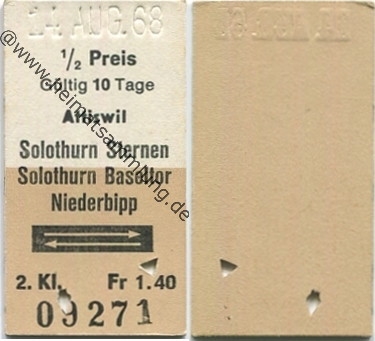 14. AUG. 68
1/2 Preis
Gültig 10 Tage
Attiswil
Solothurn Sternen
Solothurn Baseltor
Niederbipp
2. Kl. Fr 1.40
09271
www.heimatsammlung.de